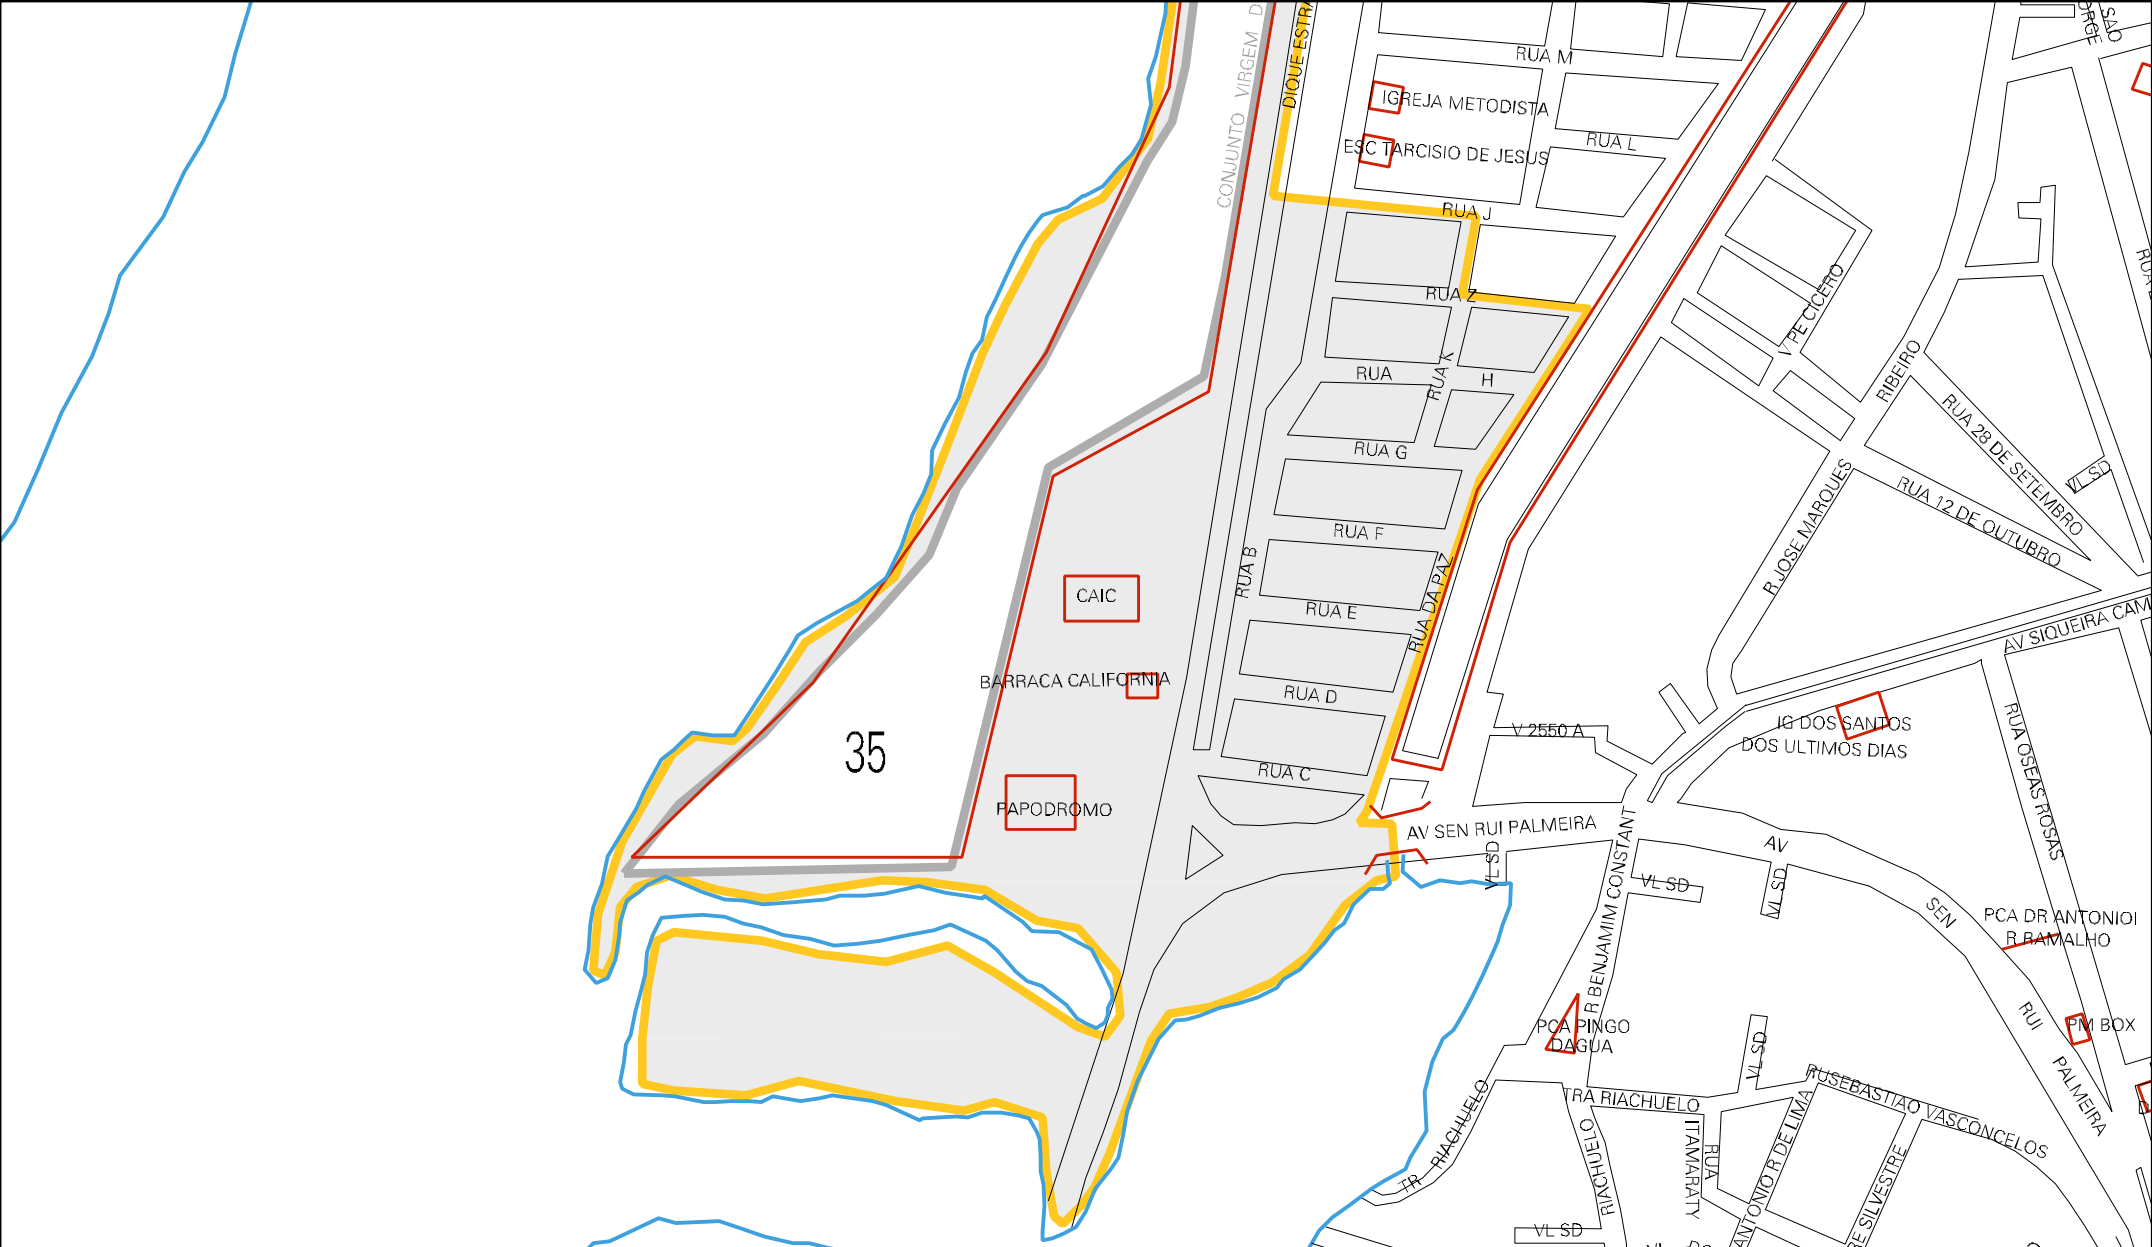 SAO
ORGE
CONJUNTO VIRGEM D
DIQUE ESTRA
RUA M
IGREJA METODISTA
RUA L
ESC TARCISIO DE JESUS
RUA J
RUA Z
V PE CICERO
RUA K
RUA H
RIBEIRO
RUA 28 DE SETEMBRO
RUA G
VL SD
R JOSE MARQUES
RUA 12 DE OUTUBRO
RUA F
RUA B
RUA DA PAZ
CAIC
RUA E
AV SIQUEIRA CAM
BARRACA CALIFORNIA
RUA D
IG DOS SANTOS
DOS ULTIMOS DIAS
V 2550 A
35
RUA C
RUA OSEAS ROSAS
PAPODROMO
AV SEN RUI PALMEIRA
R BENJAMIM CONSTANT
AV
SEN
RUI
PALMEIRA
VL SD
VL SD
VL SD
PCA DR ANTONIOI
R RAMALHO
PCA PINGO
DAGUA
PM BOX
VL SD
RUSEBASTIAO VASCONCELOS
TRA RIACHUELO
TR RIACHUELO
RIACHUELO
ITAMARATY
RUA
ANTONIO R DE LIMA
RE SILVESTRE
VL SD